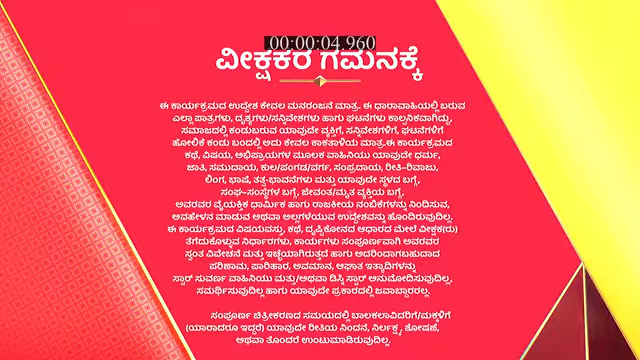 00:00:04.960
ವೀಕ್ಷಕರ ಗಮನಕ್ಕೆ
ಈ ಕಾರ್ಯಕ್ರಮದ ಉದ್ದೇಶ ಕೇವಲ ಮನರಂಜನೆ ಮಾತ್ರ. ಈ ಧಾರಾವಾಹಿಯಲ್ಲಿ ಬರುವ
ಎಲ್ಲಾ ಪಾತ್ರಗಳು, ದೃಶ್ಯಗಳು/ಸನ್ನಿವೇಶಗಳು ಹಾಗು ಘಟನೆಗಳು ಕಾಲ್ಪನಿಕವಾಗಿದ್ದು,
ಸಮಾಜದಲ್ಲಿ ಕಂಡುಬರುವ ಯಾವುದೇ ವ್ಯಕ್ತಿಗೆ, ಸನ್ನಿವೇಶಗಳಿಗೆ, ಘಟನೆಗಳಿಗೆ
ಹೋಲಿಕೆ ಕಂಡು ಬಂದಲ್ಲಿ ಅದು ಕೇವಲ ಕಾಕತಾಳಿಯ ಮಾತ್ರ.ಈ ಕಾರ್ಯಕ್ರಮದ
ಕಥೆ, ವಿಷಯ, ಅಭಿಪ್ರಾಯಗಳ ಮೂಲಕ ವಾಹಿನಿಯು ಯಾವುದೇ ಧರ್ಮ,
ಜಾತಿ, ಸಮುದಾಯ, ಕುಲ/ಪಂಗಡ/ವರ್ಗ, ಸಂಪ್ರದಾಯ, ರೀತಿ-ರಿವಾಜು,
ಲಿಂಗ, ಭಾಷೆ, ತತ್ವ-ಭಾವನೆಗಳು ಮತ್ತು ಯಾವುದೇ ಸ್ಥಳದ ಬಗ್ಗೆ,
ಸಂಘ-ಸಂಸ್ಥೆಗಳ ಬಗ್ಗೆ, ಜೀವಂತ/ಮೃತ ವ್ಯಕ್ತಿಯ ಬಗ್ಗೆ,
ಅವರವರ ವೈಯಕ್ತಿಕ ಧಾರ್ಮಿಕ ಹಾಗು ರಾಜಕೀಯ ನಂಬಿಕೆಗಳನ್ನು ನಿಂದಿಸುವ,
ಅವಹೇಳನ ಮಾಡುವ ಅಥವಾ ಅಲ್ಲಗಳೆಯುವ ಉದ್ದೇಶವನ್ನು ಹೊಂದಿರುವುದಿಲ್ಲ.
ಈ ಕಾರ್ಯಕ್ರಮದ ವಿಷಯವಸ್ತು, ಕಥೆ, ದೃಷ್ಟಿಕೋನದ ಆಧಾರದ ಮೇಲೆ ವೀಕ್ಷಕ(ರು)
ತೆಗೆದುಕೊಳ್ಳುವ ನಿರ್ಧಾರಗಳು, ಕಾರ್ಯಗಳು ಸಂಪೂರ್ಣವಾಗಿ ಅವರವರ
ಸ್ವಂತ ವಿವೇಚನೆ ಮತ್ತು ಇಚ್ಛೆಯಾಗಿರುತ್ತದೆ ಹಾಗು ಅದರಿಂದಾಗಬಹುದಾದ
ಪರಿಣಾಮ, ಪಾರಿಹಾರ, ಅವಮಾನ, ಆಘಾತ ಇತ್ಯಾದಿಗಳನ್ನು
ಸ್ಟಾರ್ ಸುವರ್ಣ ವಾಹಿನಿಯು ಮತ್ತು/ಅಥವಾ ಡಿಸ್ನಿ ಸ್ಟಾರ್ ಅನುಮೋದಿಸುವುದಿಲ್ಲ,
ಸಮರ್ಥಿಸುವುದಿಲ್ಲ ಹಾಗು ಯಾವುದೇ ಪ್ರಕಾರದಲ್ಲಿ ಜವಾಬ್ದಾರರಲ್ಲ.
ಸಂಪೂರ್ಣ ಚಿತ್ರೀಕರಣದ ಸಮಯದಲ್ಲಿ ಬಾಲಕಲಾವಿದರಿಗೆ/ಮಕ್ಕಳಿಗೆ
(ಯಾರಾದರೂ ಇದ್ದರೆ) ಯಾವುದೇ ರೀತಿಯ ನಿಂದನೆ, ನಿರ್ಲಕ್ಷ್ಯ, ಶೋಷಣೆ,
ಅಥವಾ ತೊಂದರೆ ಉಂಟುಮಾಡಿರುವುದಿಲ್ಲ.